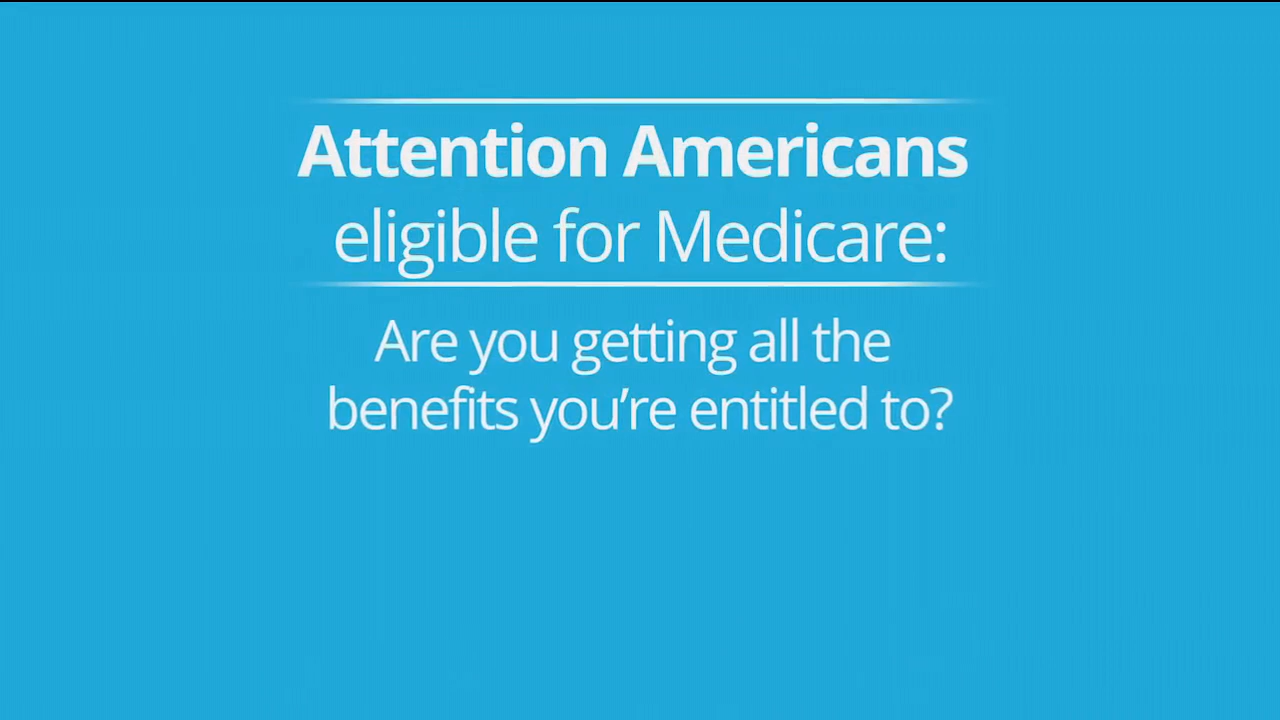 Attention Americans
eligible for Medicare:
Are you getting all the
benefits you’re entitled to?